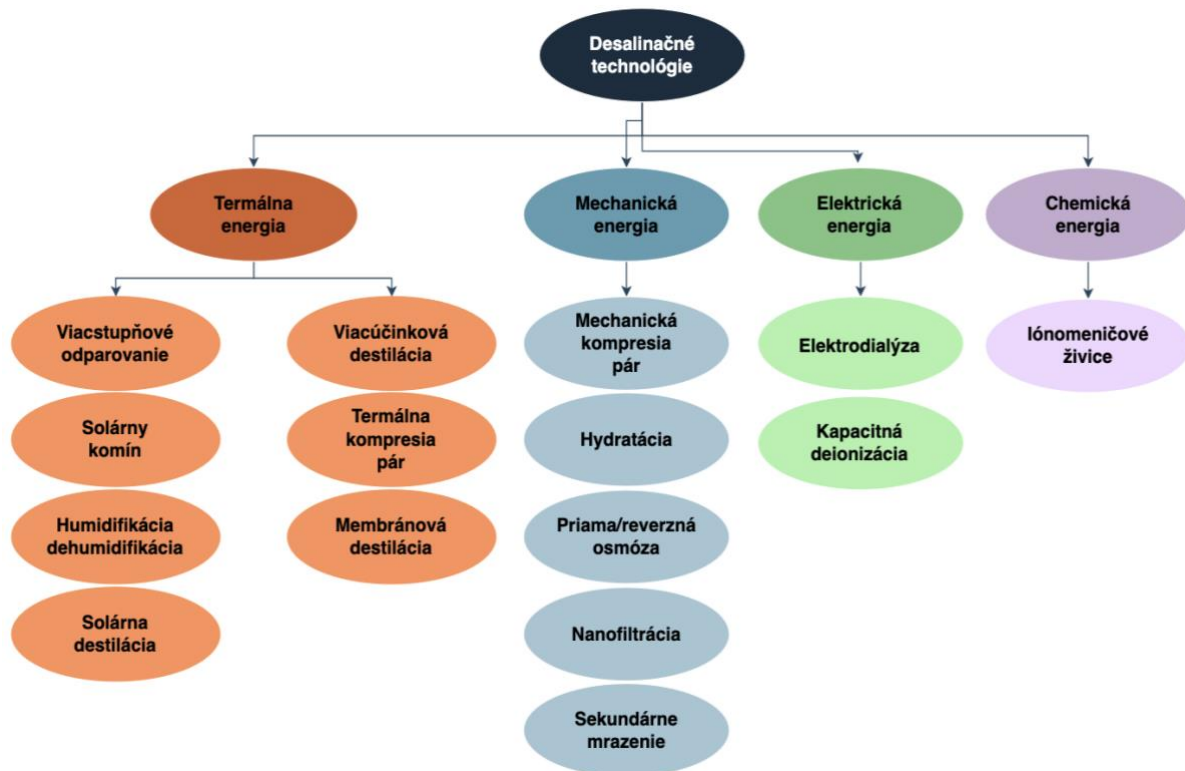 Desalinačné
technológie
Termálna
energia
Mechanická
energia
Elektrická
energia
Chemická
energia
Viacstupňové
odparovanie
Viacúčinková
destilácia
Mechanická
kompresia
pár
Elektrodialýza
Iónomeničové
živice
Solárny
komín
Termálna
kompresia
pár
Hydratácia
Kapacitná
deionizácia
Humidifikácia
dehumidifikácia
Membránová
destilácia
Priama/reverzná
osmóza
Solárna
destilácia
Nanofiltrácia
Sekundárne
mrazenie